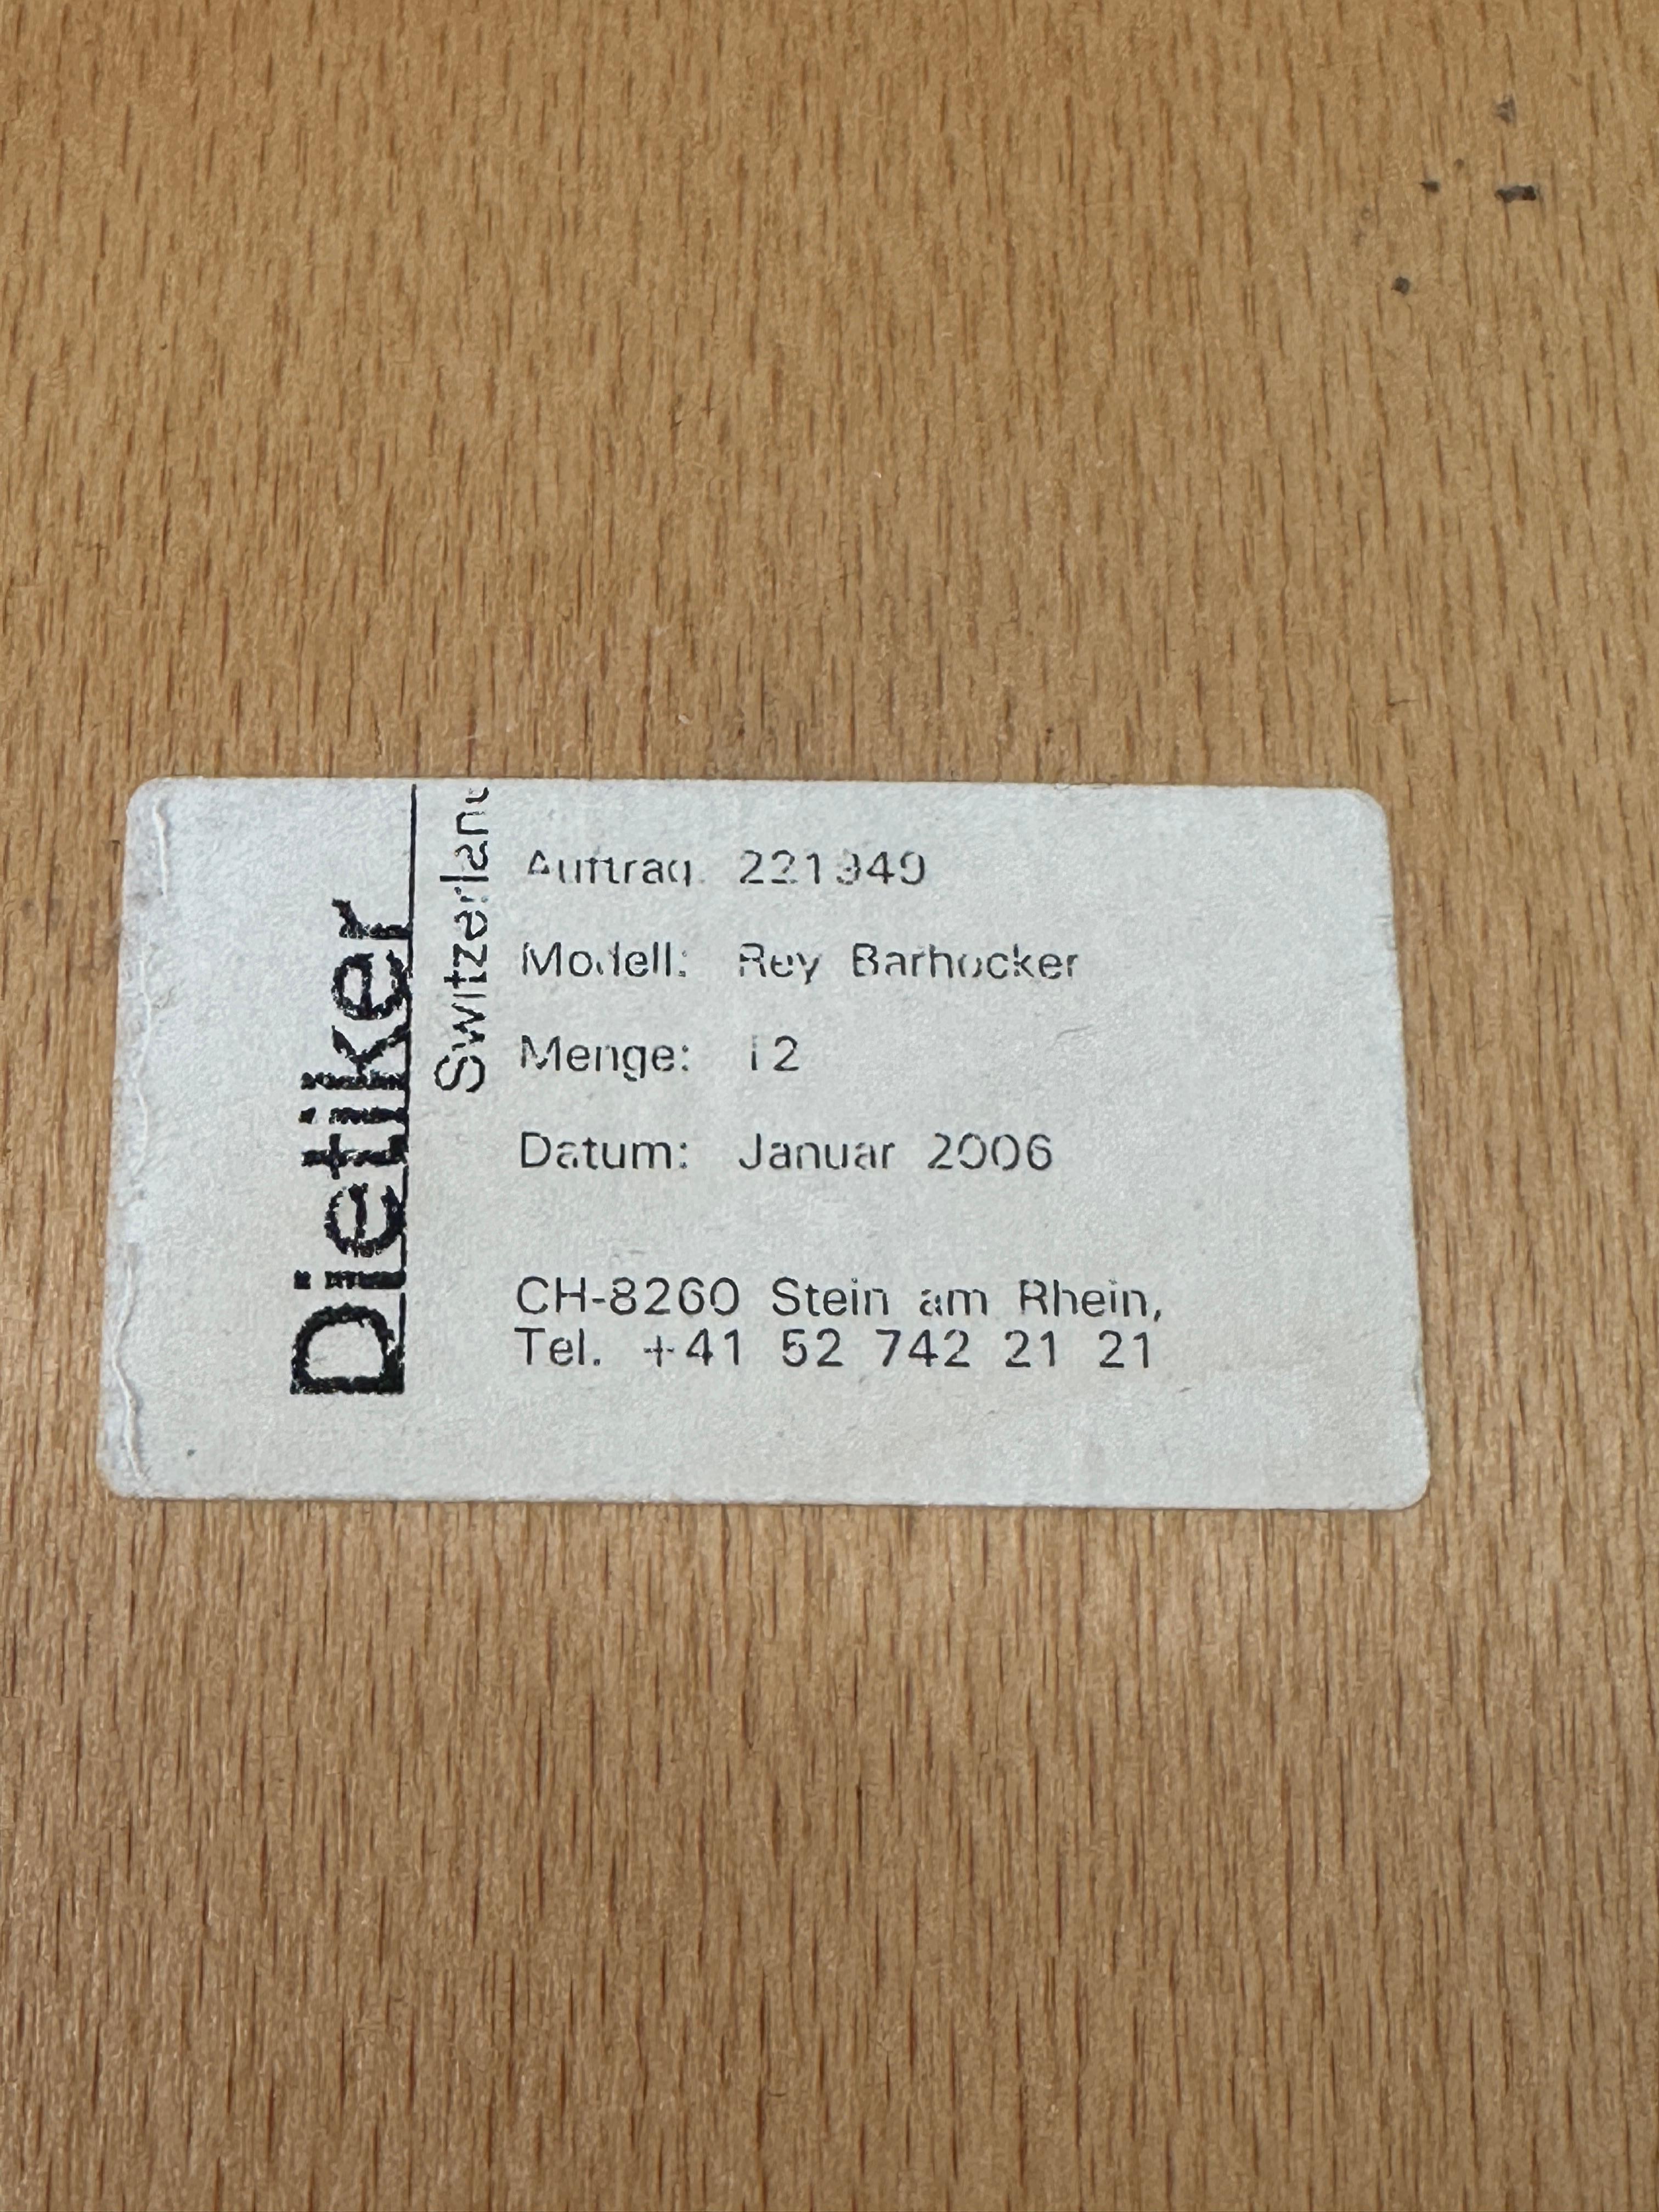 Dietiker
Switzerland
Auftrag:
Modell: Rey Barhocker
Menge: 12
Datum: Januar 2006
CH-8260 Stein am Rhein,
Tel. +41 52 742 21 21